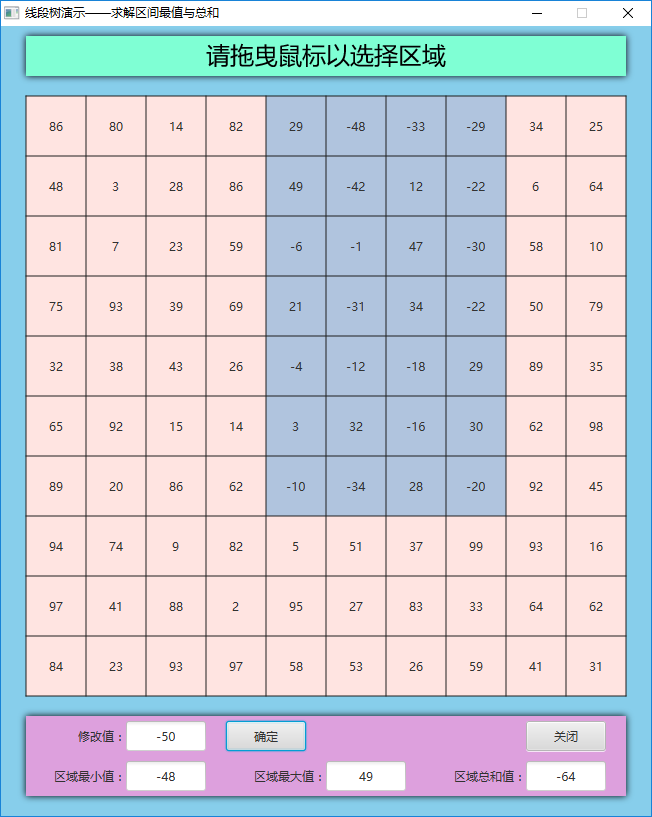 线段树演示——求解区间最值与总和
请拖曳鼠标以选择区域
86 80 14 82 29 -48 -33 -29 34 25
48 3 28 86 49 -42 12 -22 6 64
81 7 23 59 -6 -1 47 -30 58 10
75 93 39 69 21 -31 34 -22 50 79
32 38 43 26 -4 -12 -18 29 89 35
65 92 15 14 3 32 -16 30 62 98
89 20 86 62 -10 -34 28 -20 92 45
94 74 9 82 5 51 37 99 93 16
97 41 88 2 95 27 83 33 64 62
84 23 93 97 58 53 26 59 41 31
修改值： -50 确定 关闭
区域最小值： -48 区域最大值： 49 区域总和值： -64